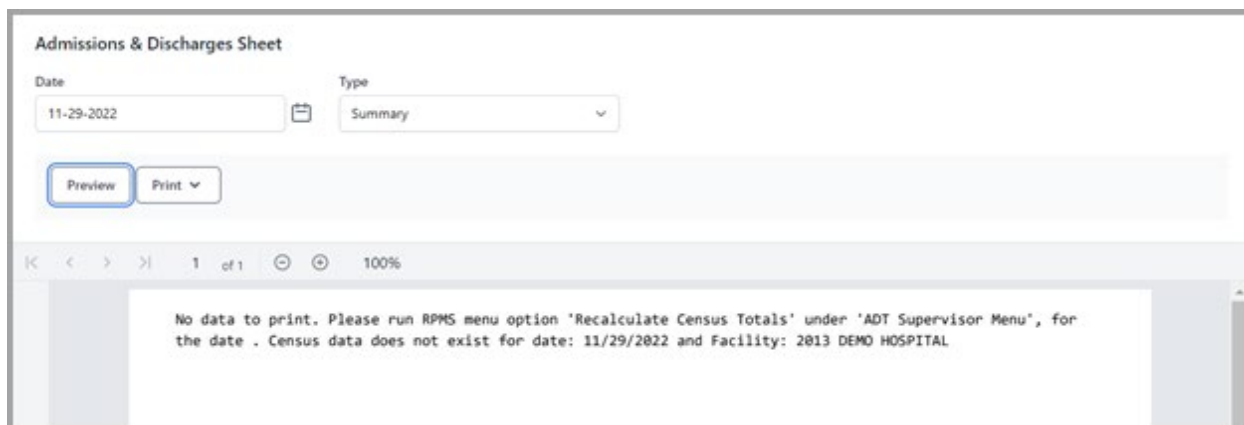 Admissions & Discharges Sheet
Date Type
11-29-2022 Summary
Preview Print
1 of 1 100%
No data to print. Please run RPMS menu option 'Recalculate Census Totals' under 'ADT Supervisor Menu', for
the date . Census data does not exist for date: 11/29/2022 and Facility: 2013 DEMO HOSPITAL